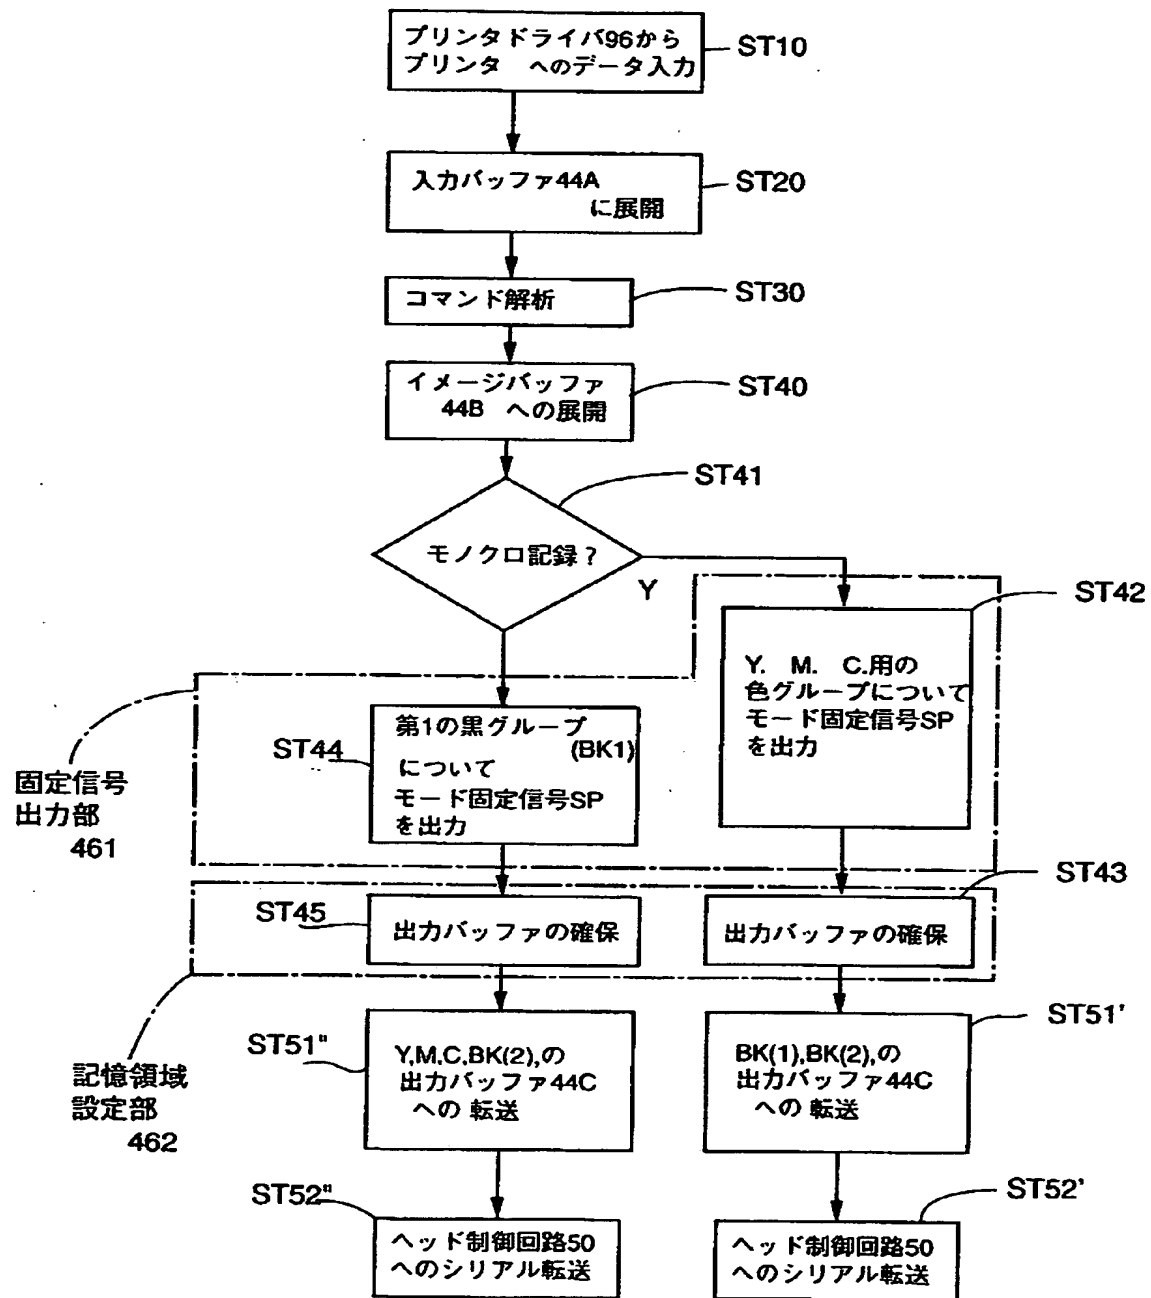 プリンタドライバ96から
プリンタ へのデータ入力
ST10
入力バッファ44A
に展開
ST20
コマンド解析
ST30
イメージバッファ
44B への展開
ST40
モノクロ記録?
ST41
Y
ST42
Y. M. C.用の
色グループについて
モード固定信号SP
を出力
ST44
第1の黒グループ
(BK1)
について
モード固定信号SP
を出力
固定信号
出力部
461
ST45
出力バッファの確保
ST43
出力バッファの確保
記憶領域
設定部
462
ST51"
Y,M,C,BK(2),の
出力バッファ44C
への 転送
ST51'
BK(1),BK(2),の
出力バッファ44C
への 転送
ST52"
ヘッド制御回路50
へのシリアル転送
ST52'
ヘッド制御回路50
へのシリアル転送